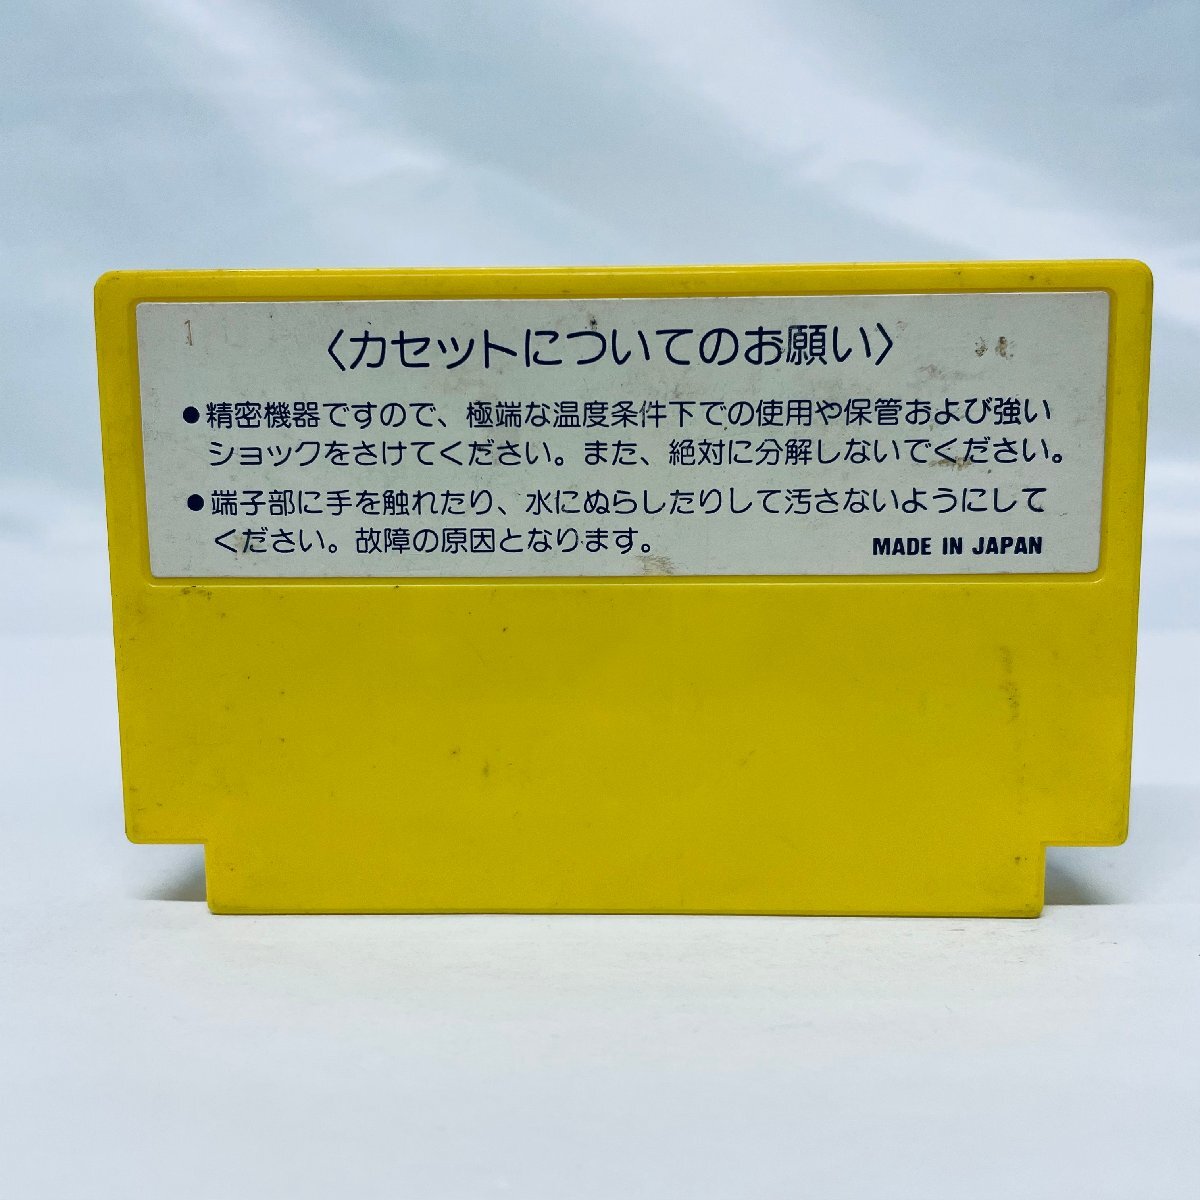 1
〈カセットについてのお願い〉
●精密機器ですので、極端な温度条件下での使用や保管および強い
ショックをさけてください。また、絶対に分解しないでください。
●端子部に手を触れたり、水にぬらしたりして汚さないようにして
ください。故障の原因となります。
MADE IN JAPAN